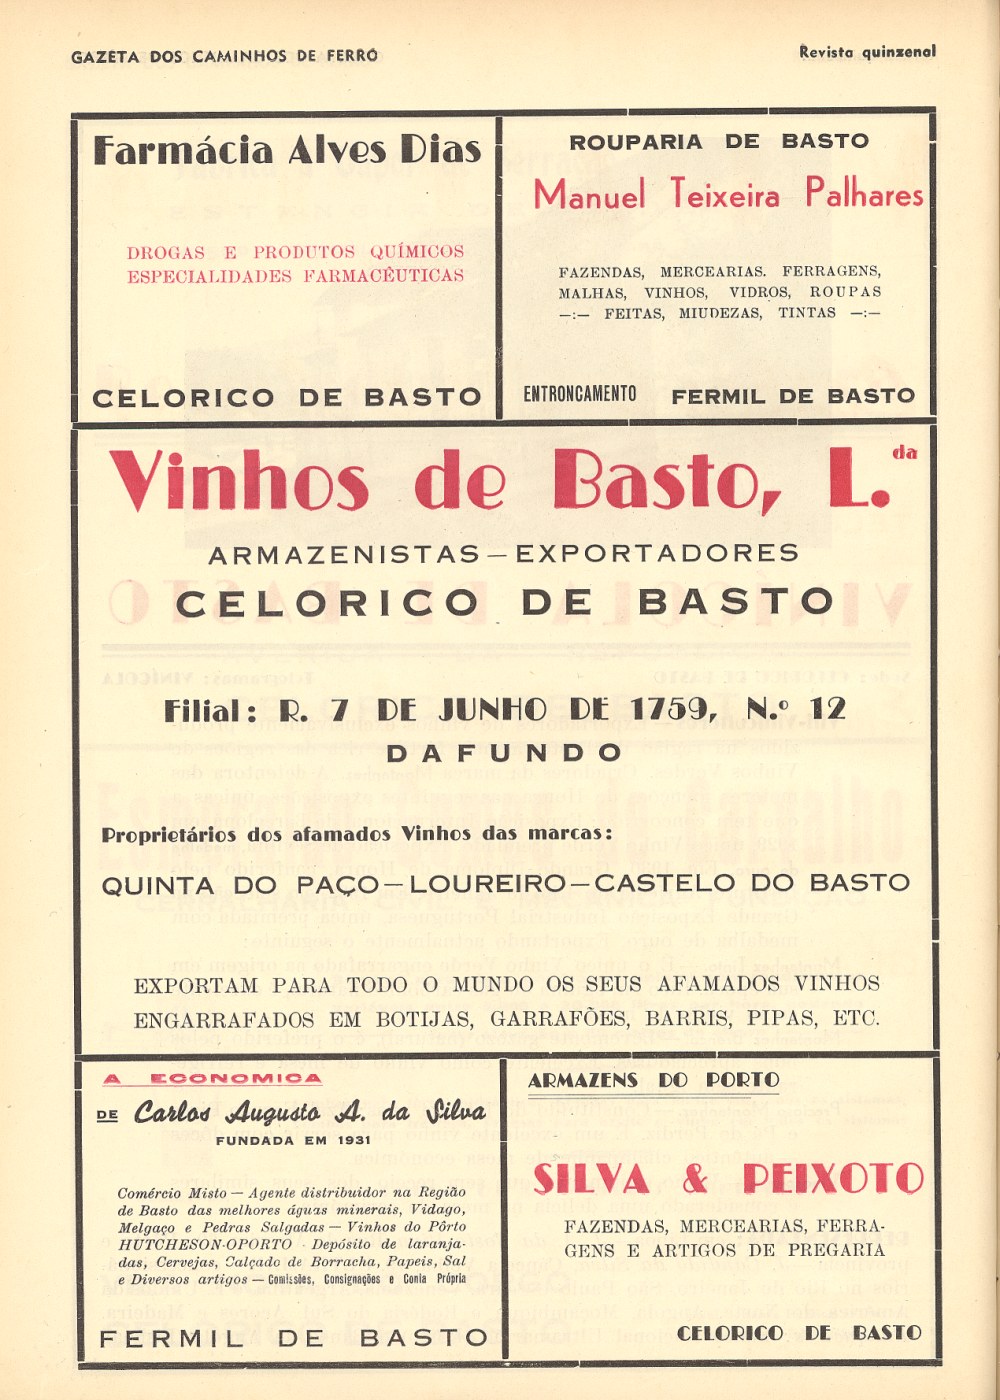 GAZETA DOS CAMINHOS DE FERRO
Revista quinzenal
Farmácia Alves Dias
DROGAS E PRODUTOS QUÍMICOS
ESPECIALIDADES FARMACÊUTICAS
CELORICO DE BASTO
ROUPARIA DE BASTO
Manuel Teixeira Palhares
FAZENDAS, MERCEARIAS. FERRAGENS,
MALHAS, VINHOS, VIDROS, ROUPAS
—:— FEITAS, MIUDEZAS, TINTAS —:—
ENTRONCAMENTO FERMIL DE BASTO
Vinhos de Basto, L.da
ARMAZENISTAS — EXPORTADORES
CELORICO DE BASTO
Filial: R. 7 DE JUNHO DE 1759, N.º 12
DAFUNDO
Proprietários dos afamados Vinhos das marcas:
QUINTA DO PAÇO — LOUREIRO — CASTELO DO BASTO
EXPORTAM PARA TODO O MUNDO OS SEUS AFAMADOS VINHOS
ENGARRAFADOS EM BOTIJAS, GARRAFÕES, BARRIS, PIPAS, ETC.
A ECONOMICA
DE Carlos Augusto A. da Silva
FUNDADA EM 1931
Comércio Misto — Agente distribuidor na Região
de Basto das melhores águas minerais, Vidago,
Melgaço e Pedras Salgadas — Vinhos do Pôrto
HUTCHESON-OPORTO - Depósito de laranja-
das, Cervejas, Calçado de Borracha, Papeis, Sal
e Diversos artigos — Comissões, Consignações e Conta Própria
FERMIL DE BASTO
ARMAZENS DO PORTO
SILVA & PEIXOTO
FAZENDAS, MERCEARIAS, FERRA-
GENS E ARTIGOS DE PREGARIA
CELORICO DE BASTO